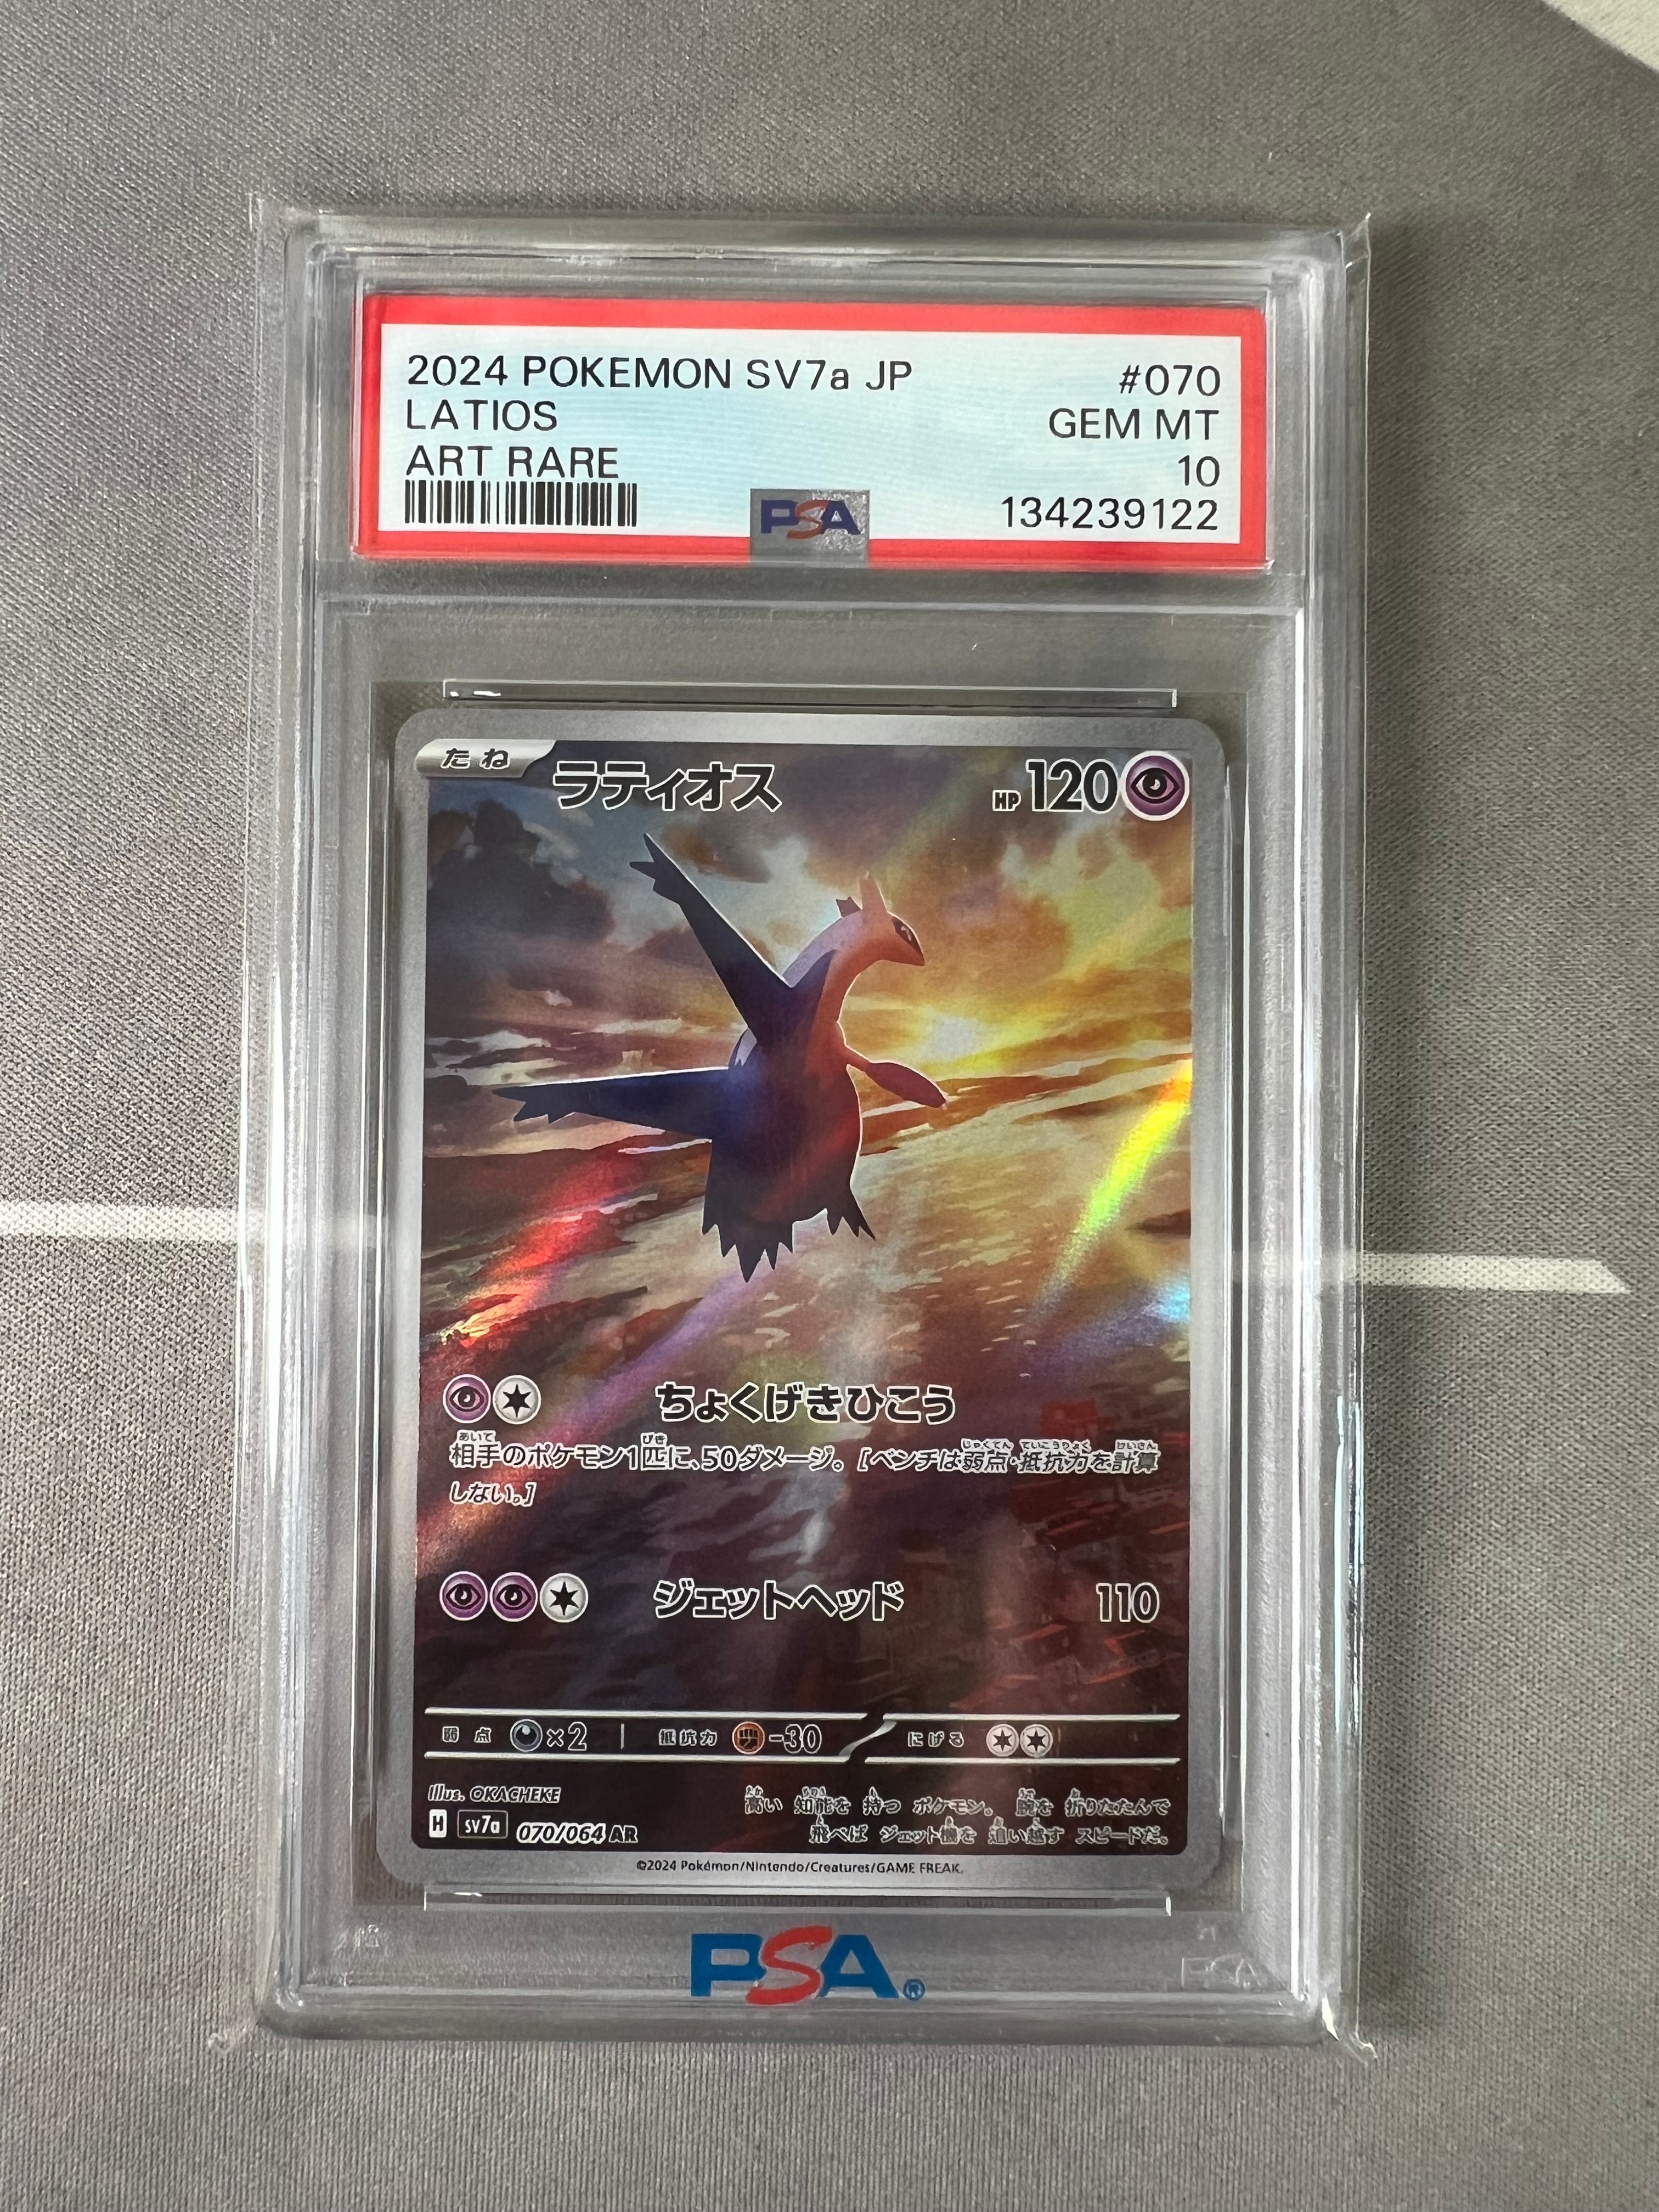 2024 POKEMON SV7a JP #070
LATIOS GEM MT
ART RARE 10
PSA 134239122
たね ラティオス HP 120
ちょくげきひこう
相手のポケモン1匹に、50ダメージ。[ベンチは弱点・抵抗力を計算
しない。]
ジェットヘッド 110
弱点 ×2 抵抗力 -30 にげる
Illus. OKACHEKE
高い 知能を 持つ ポケモン。 腕を 折りたたんで
飛べば ジェット機を 追い越す スピードだ。
H sv7a 070/064 AR
©2024 Pokémon/Nintendo/Creatures/GAME FREAK.
PSA®
PSA